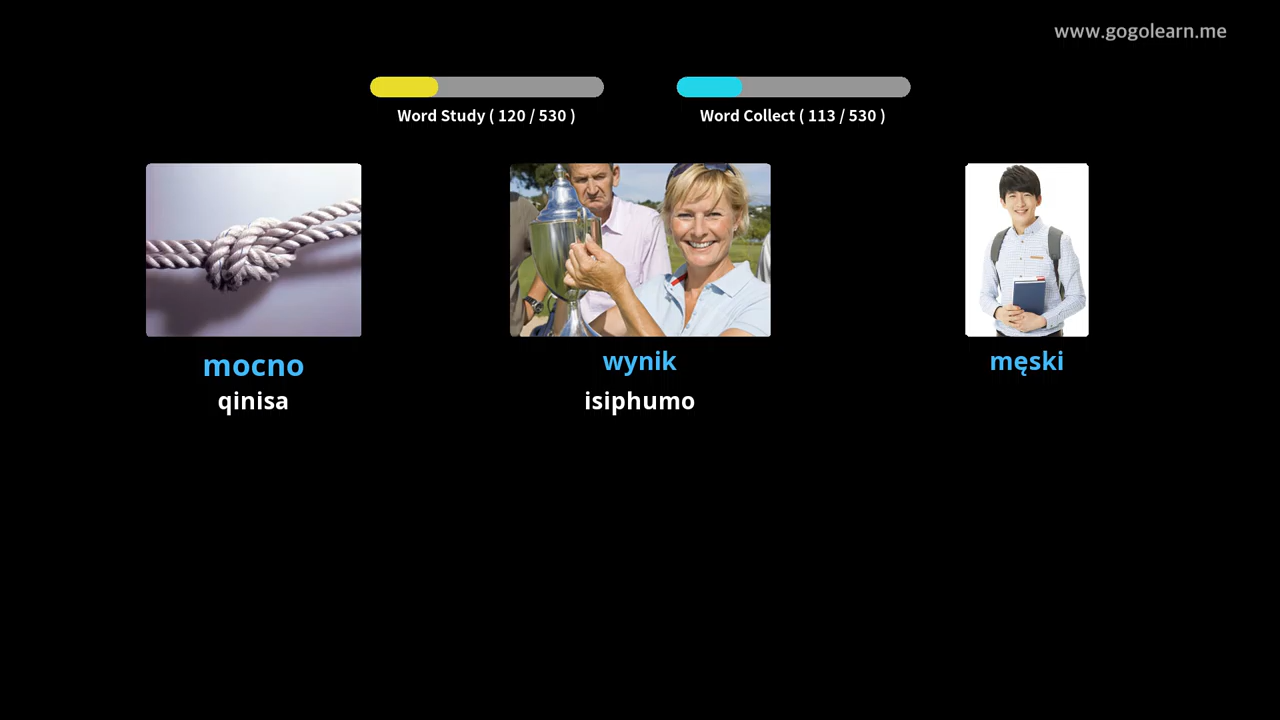 www.gogolearn.me
Word Study ( 120 / 530 )
Word Collect ( 113 / 530 )
mocno
qinisa
wynik
isiphumo
męski